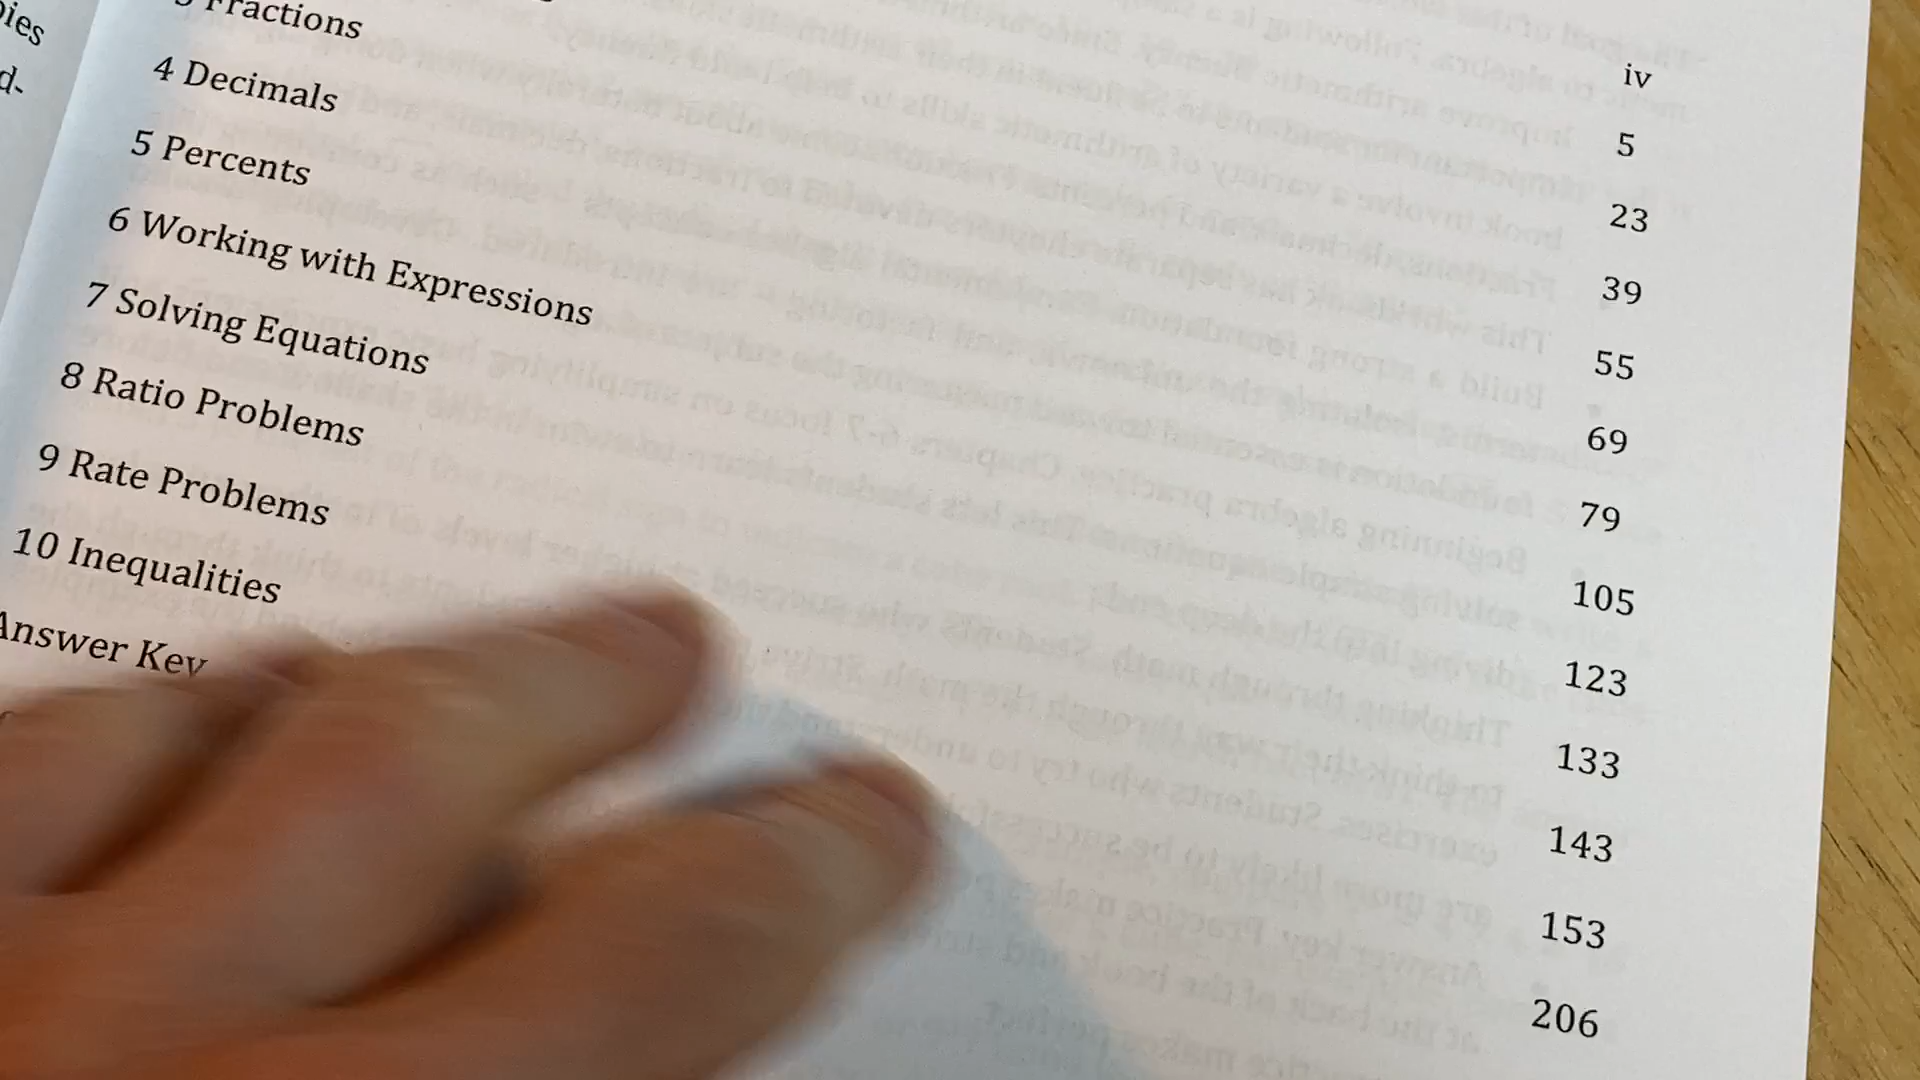 ies
d-
Fractions
4 Decimals
5 Percents
6 Working with Expressions
7 Solving Equations
8 Ratio Problems
9 Rate Problems
10 Inequalities
Answer Key
iv
5
23
39
55
69
79
105
123
133
143
153
206